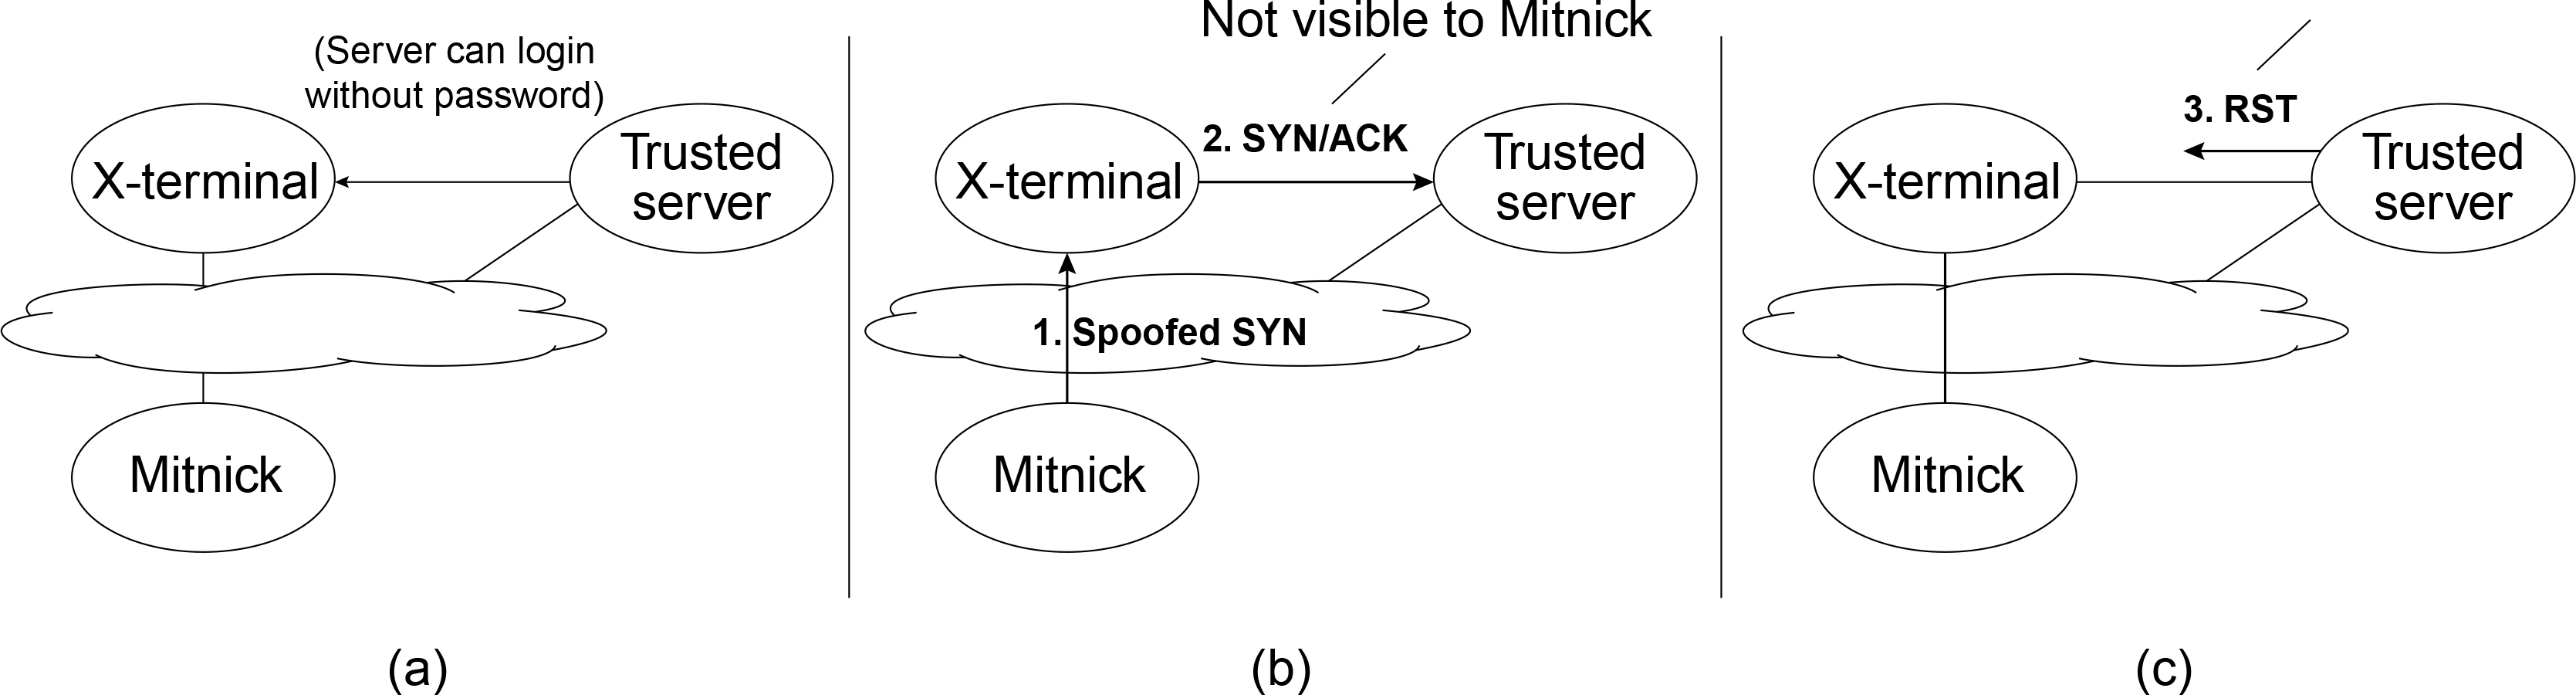 (Server can login
without password)
X-terminal
Trusted
server
Mitnick
(a)
Not visible to Mitnick
2. SYN/ACK
X-terminal
Trusted
server
1. Spoofed SYN
Mitnick
(b)
3. RST
X-terminal
Trusted
server
Mitnick
(c)